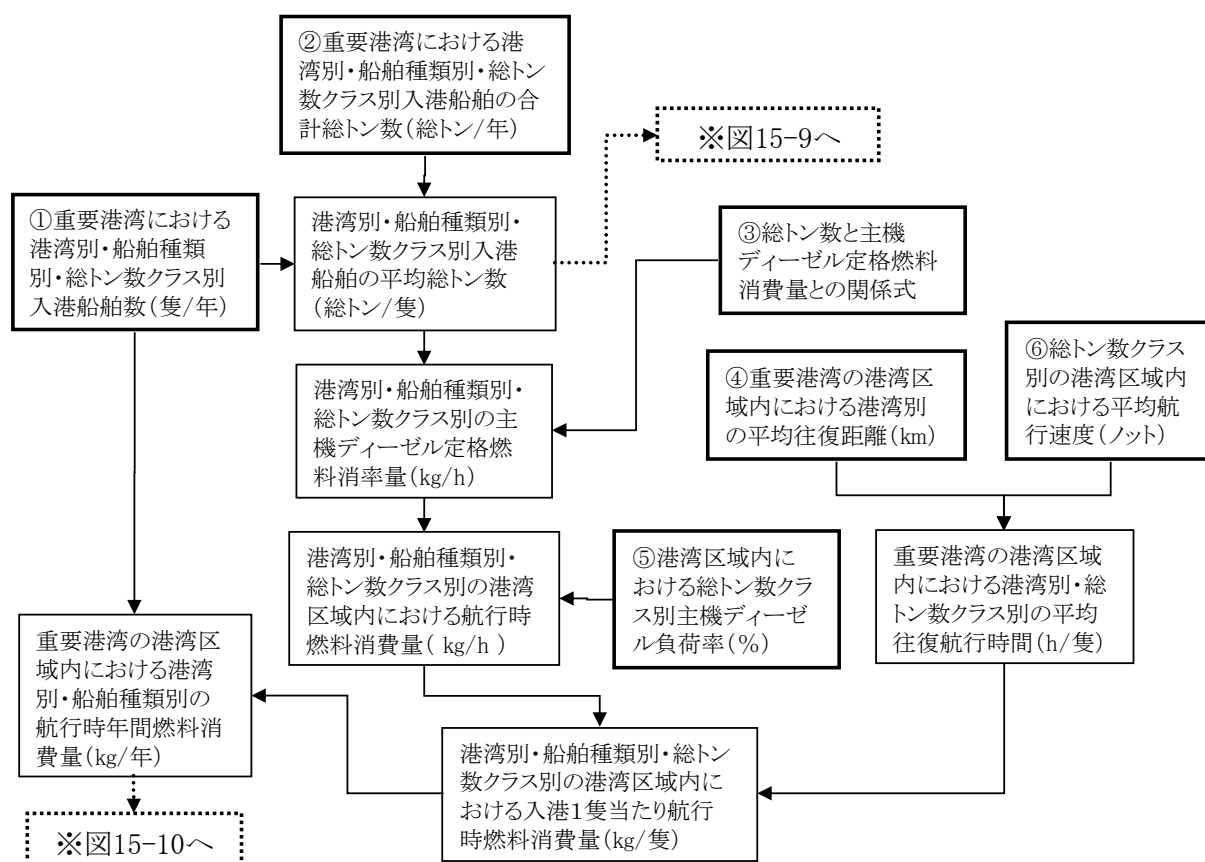 ②重要港湾における港
湾別・船舶種類別・総トン
数クラス別入港船舶の合
計総トン数(総トン/年)
※図15-9へ
①重要港湾における
港湾別・船舶種類
別・総トン数クラス別
入港船舶数(隻/年)
港湾別・船舶種類別・
総トン数クラス別入港
船舶の平均総トン数
(総トン/隻)
③総トン数と主機
ディーゼル定格燃料
消費量との関係式
港湾別・船舶種類別・
総トン数クラス別の主
機ディーゼル定格燃
料消率量(kg/h)
④重要港湾の港湾区
域内における港湾別
の平均往復距離(km)
⑥総トン数クラス
別の港湾区域内
における平均航
行速度(ノット)
港湾別・船舶種類別・
総トン数クラス別の港湾
区域内における航行時
燃料消費量( kg/h )
⑤港湾区域内に
おける総トン数クラ
ス別主機ディーゼ
ル負荷率(%)
重要港湾の港湾区域
内における港湾別・総
トン数クラス別の平均
往復航行時間(h/隻)
重要港湾の港湾区
域内における港湾
別・船舶種類別の
航行時年間燃料消
費量(kg/年)
港湾別・船舶種類別・総トン
数クラス別の港湾区域内に
おける入港1隻当たり航行
時燃料消費量(kg/隻)
※図15-10へ